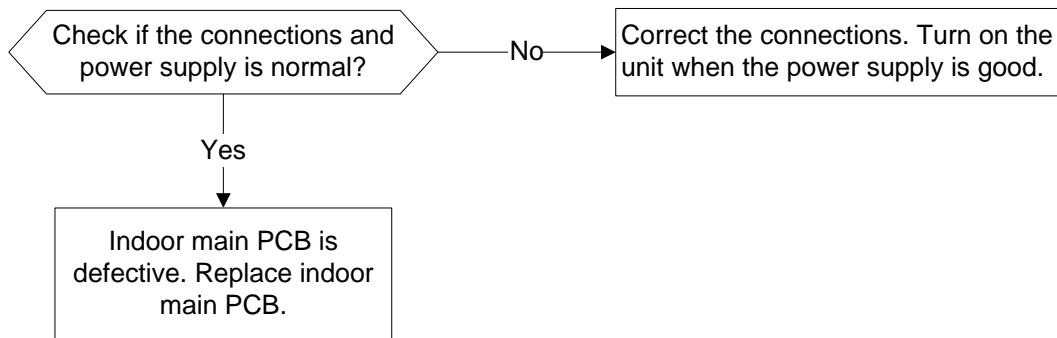 Check if the connections and
power supply is normal?
No
Correct the connections. Turn on the
unit when the power supply is good.
Yes
Indoor main PCB is
defective. Replace indoor
main PCB.